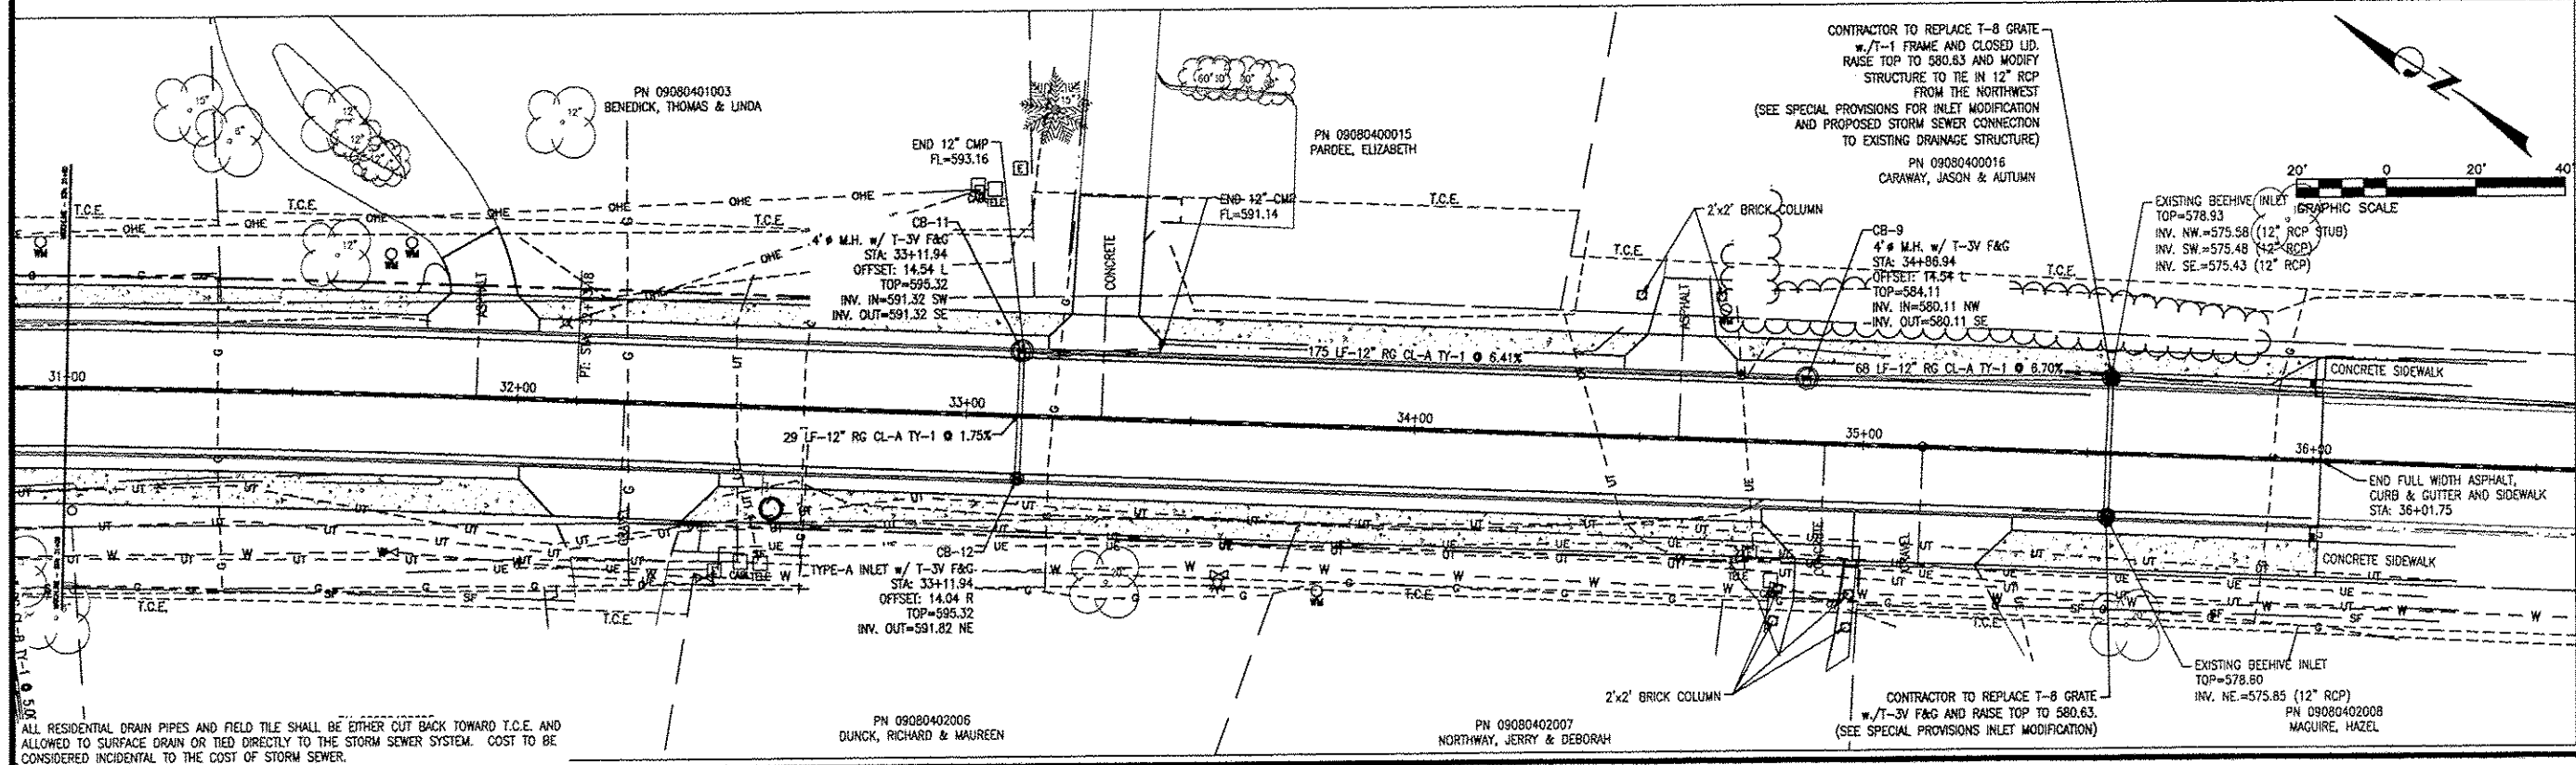 CONTRACTOR TO REPLACE T-8 GRATE
w./T-1 FRAME AND CLOSED LID.
RAISE TOP TO 580.63 AND MODIFY
STRUCTURE TO TIE IN 12" RCP
FROM THE NORTHWEST
(SEE SPECIAL PROVISIONS FOR INLET MODIFICATION
AND PROPOSED STORM SEWER CONNECTION
TO EXISTING DRAINAGE STRUCTURE)
PN 09080400016
CARAWAY, JASON & AUTUMN
PN 09080401003
BENEDICK, THOMAS & LINDA
END 12" CMP
FL=593.16
PN 09080400015
PARDEE, ELIZABETH
END 12" CMP
FL=591.14
20' 0 20' 40'
GRAPHIC SCALE
EXISTING BEEHIVE INLET
TOP=578.93
INV. NW.=575.58 (12" RCP STUB)
INV. SW.=575.48 (12" RCP)
INV. SE.=575.43 (12" RCP)
2'x2' BRICK COLUMN
CB-11
4' ø M.H. w/ T-3V F&G
STA: 33+11.94
OFFSET: 14.54 L
TOP=595.32
INV. IN=591.32 SW
INV. OUT=591.32 SE
CB-9
4' ø M.H. w/ T-3V F&G
STA: 34+86.94
OFFSET: 14.54 L
TOP=584.11
INV. IN=580.11 NW
INV. OUT=580.11 SE
T.C.E.
T.C.E.
T.C.E.
T.C.E.
T.C.E.
T.C.E.
OHE
OHE
OHE
OHE
ASPHALT
CONCRETE
ASPHALT
175 LF-12" RG CL-A TY-1 @ 6.41%
68 LF-12" RG CL-A TY-1 @ 6.70%
CONCRETE SIDEWALK
31+00
32+00
33+00
34+00
35+00
36+00
29 LF-12" RG CL-A TY-1 @ 1.75%
END FULL WIDTH ASPHALT,
CURB & GUTTER AND SIDEWALK
STA: 36+01.75
CONCRETE SIDEWALK
CB-12
TYPE-A INLET w/ T-3V F&G
STA: 33+11.94
OFFSET: 14.04 R
TOP=595.32
INV. OUT=591.82 NE
CONCRETE
T.C.E.
T.C.E.
T.C.E.
T.C.E.
2'x2' BRICK COLUMN
EXISTING BEEHIVE INLET
TOP=578.60
INV. NE.=575.85 (12" RCP)
CONTRACTOR TO REPLACE T-8 GRATE
w./T-3V F&G AND RAISE TOP TO 580.63.
(SEE SPECIAL PROVISIONS INLET MODIFICATION)
PN 09080402008
MAGUIRE, HAZEL
PN 09080402006
DUNCK, RICHARD & MAUREEN
PN 09080402007
NORTHWAY, JERRY & DEBORAH
ALL RESIDENTIAL DRAIN PIPES AND FIELD TILE SHALL BE EITHER CUT BACK TOWARD T.C.E. AND
ALLOWED TO SURFACE DRAIN OR TIED DIRECTLY TO THE STORM SEWER SYSTEM. COST TO BE
CONSIDERED INCIDENTAL TO THE COST OF STORM SEWER.